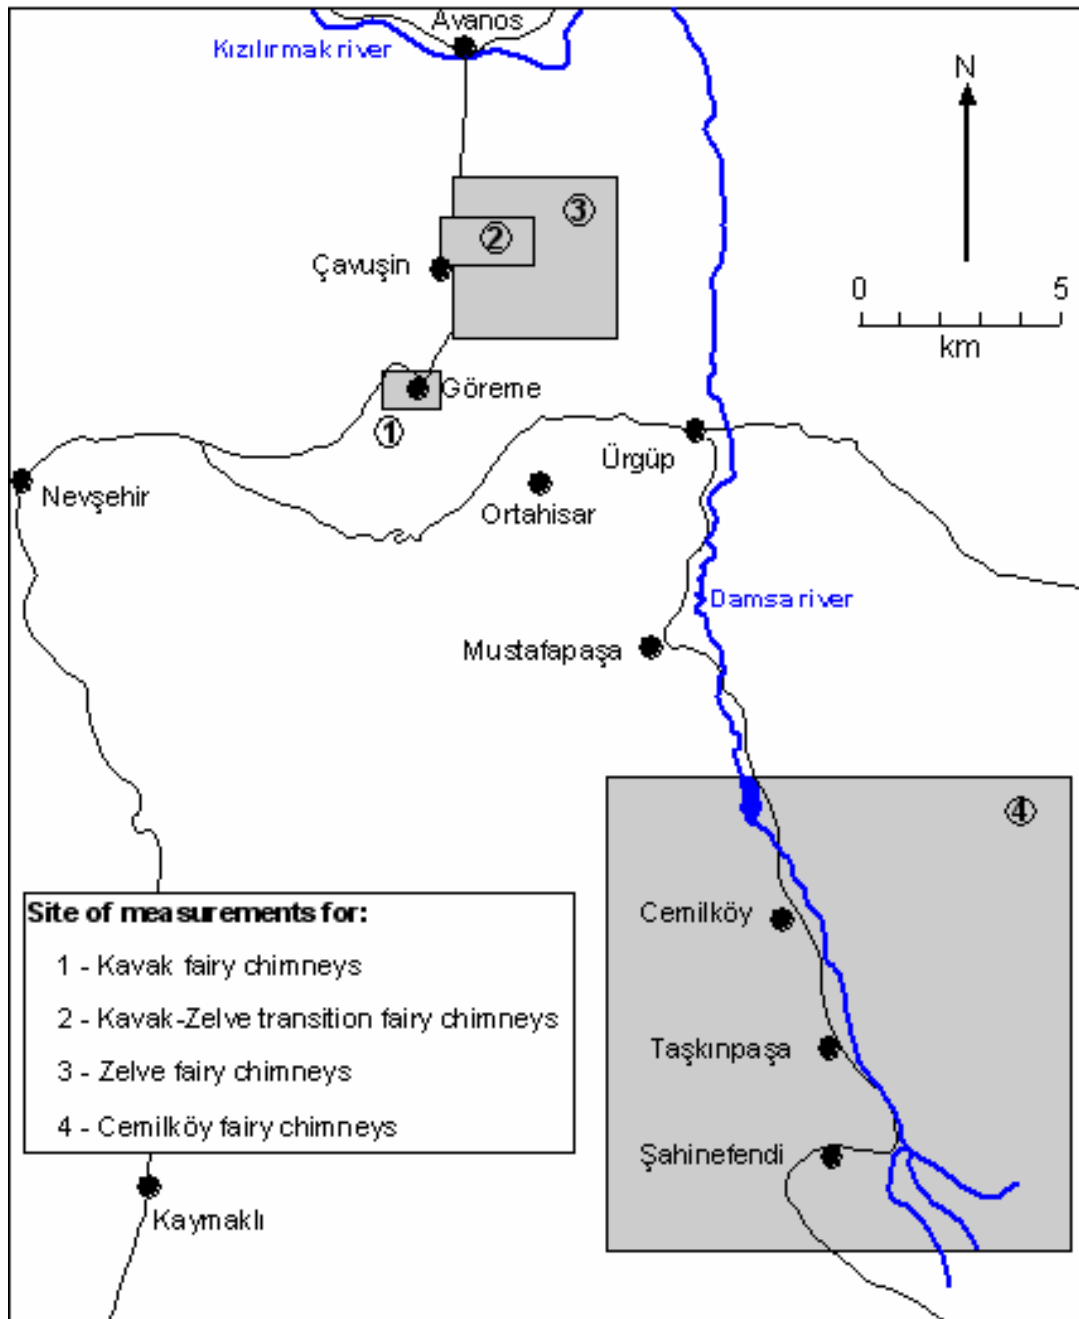 Avanos
Kızılırmak river
N
③
②
Çavuşin
0 5
km
Göreme
①
Ürgüp
Nevşehir
Ortahisar
Damsa river
Mustafapaşa
④
Cemilköy
Site of measurements for:
1 - Kavak fairy chimneys
2 - Kavak-Zelve transition fairy chimneys
3 - Zelve fairy chimneys
4 - Cemilköy fairy chimneys
Taşkınpaşa
Şahinefendi
Kaymaklı